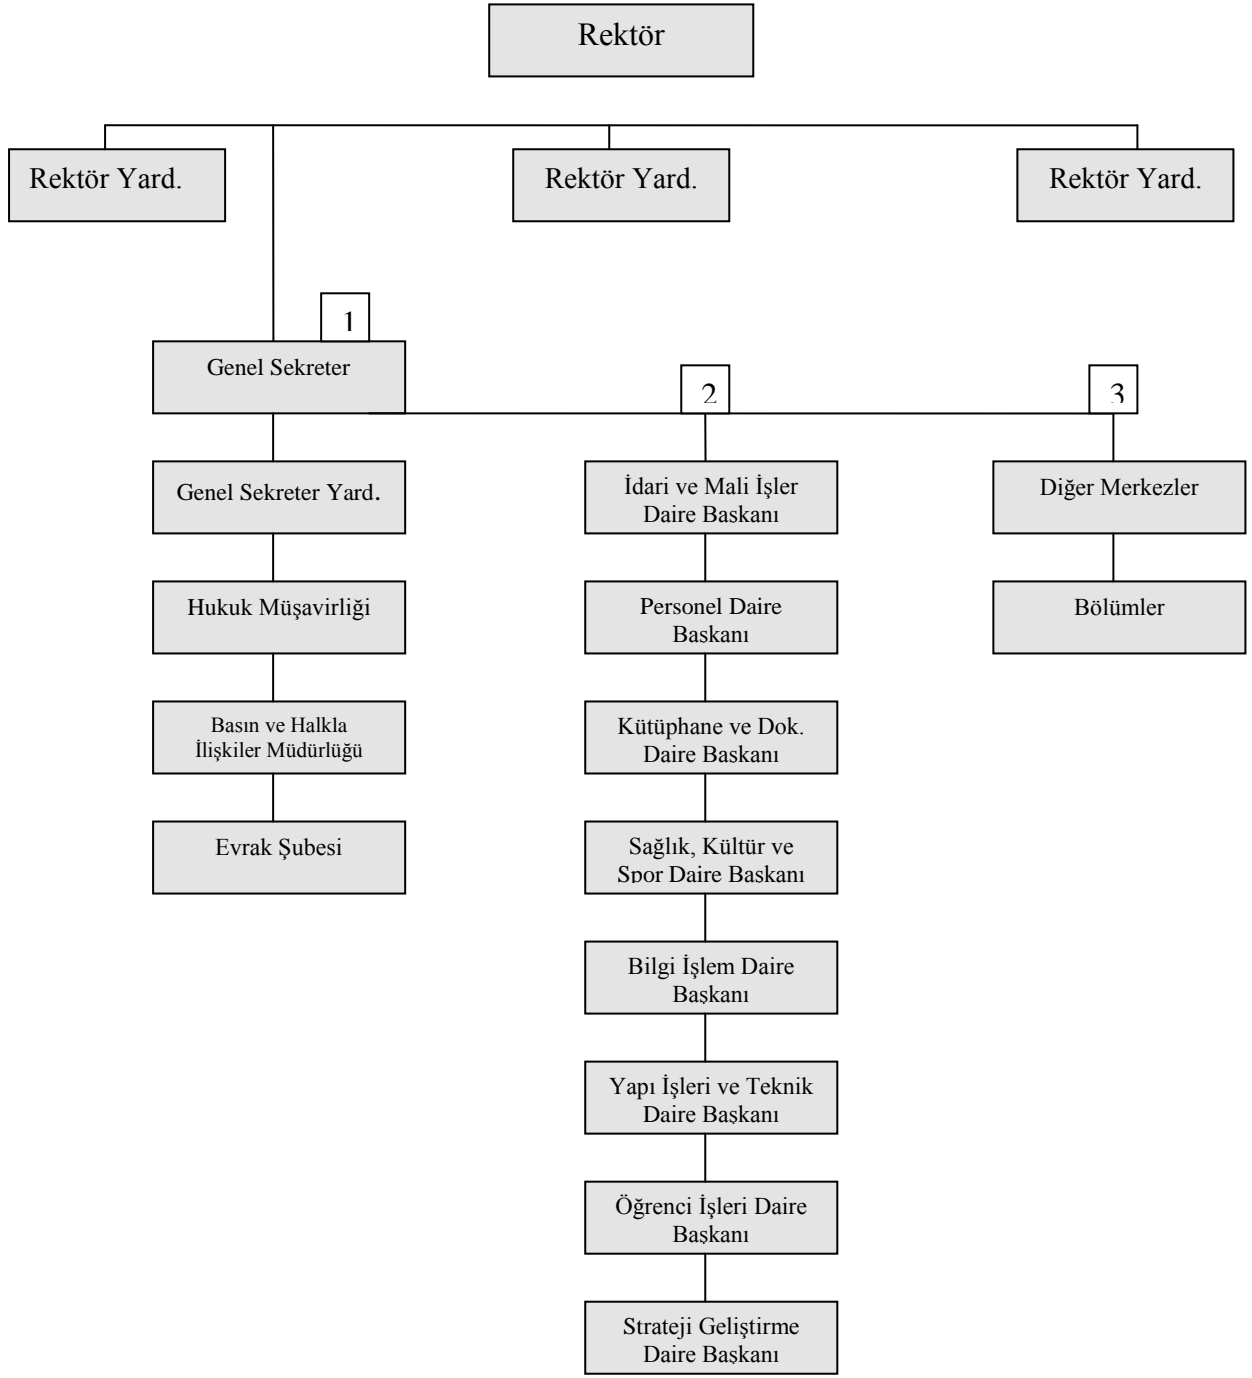 Rektör
Rektör Yard.
Rektör Yard.
Rektör Yard.
1
Genel Sekreter
2
3
Genel Sekreter Yard.
İdari ve Mali İşler
Daire Başkanı
Diğer Merkezler
Hukuk Müşavirliği
Personel Daire
Başkanı
Bölümler
Basın ve Halkla
İlişkiler Müdürlüğü
Kütüphane ve Dok.
Daire Başkanı
Evrak Şubesi
Sağlık, Kültür ve
Spor Daire Başkanı
Bilgi İşlem Daire
Başkanı
Yapı İşleri ve Teknik
Daire Başkanı
Öğrenci İşleri Daire
Başkanı
Strateji Geliştirme
Daire Başkanı